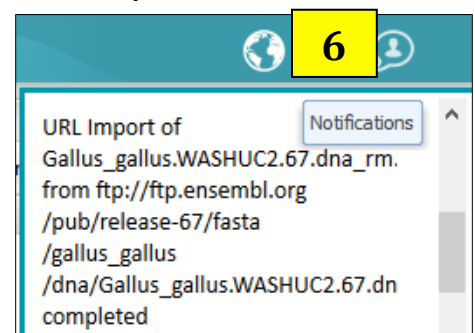 6
Notifications
URL Import of
Gallus_gallus.WASHUC2.67.dna_rm.
from ftp://ftp.ensembl.org
/pub/release-67/fasta
/gallus_gallus
/dna/Gallus_gallus.WASHUC2.67.dn
completed